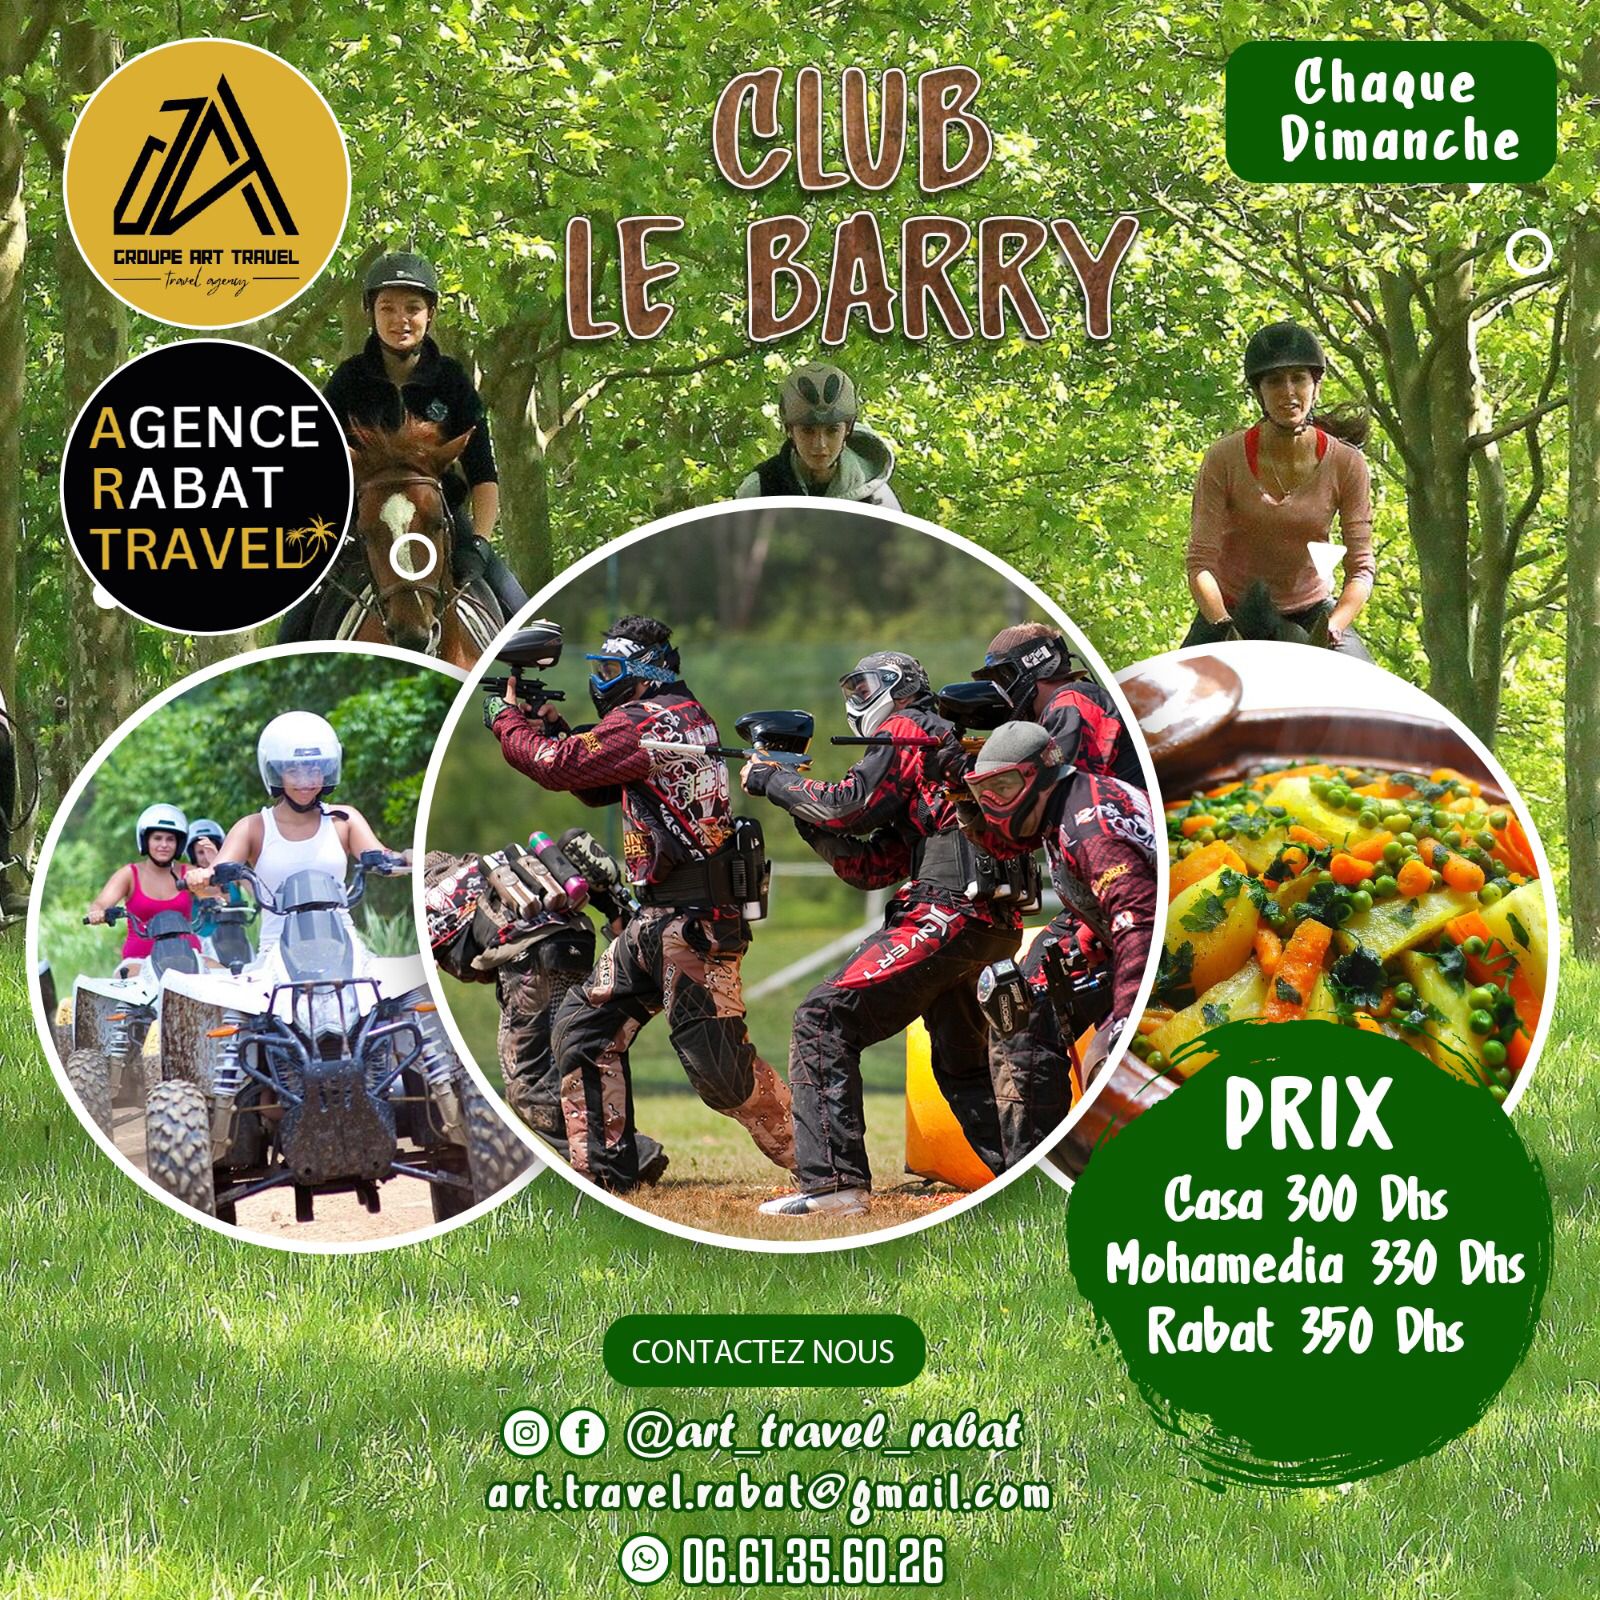 GROUPE ART TRAVEL
travel agency
AGENCE
RABAT
TRAVEL
CLUB
LE BARRY
Chaque
Dimanche
PRIX
Casa 300 Dhs
Mohamedia 330 Dhs
Rabat 350 Dhs
CONTACTEZ NOUS
@art_travel_rabat
art.travel.rabat@gmail.com
06.61.35.60.26